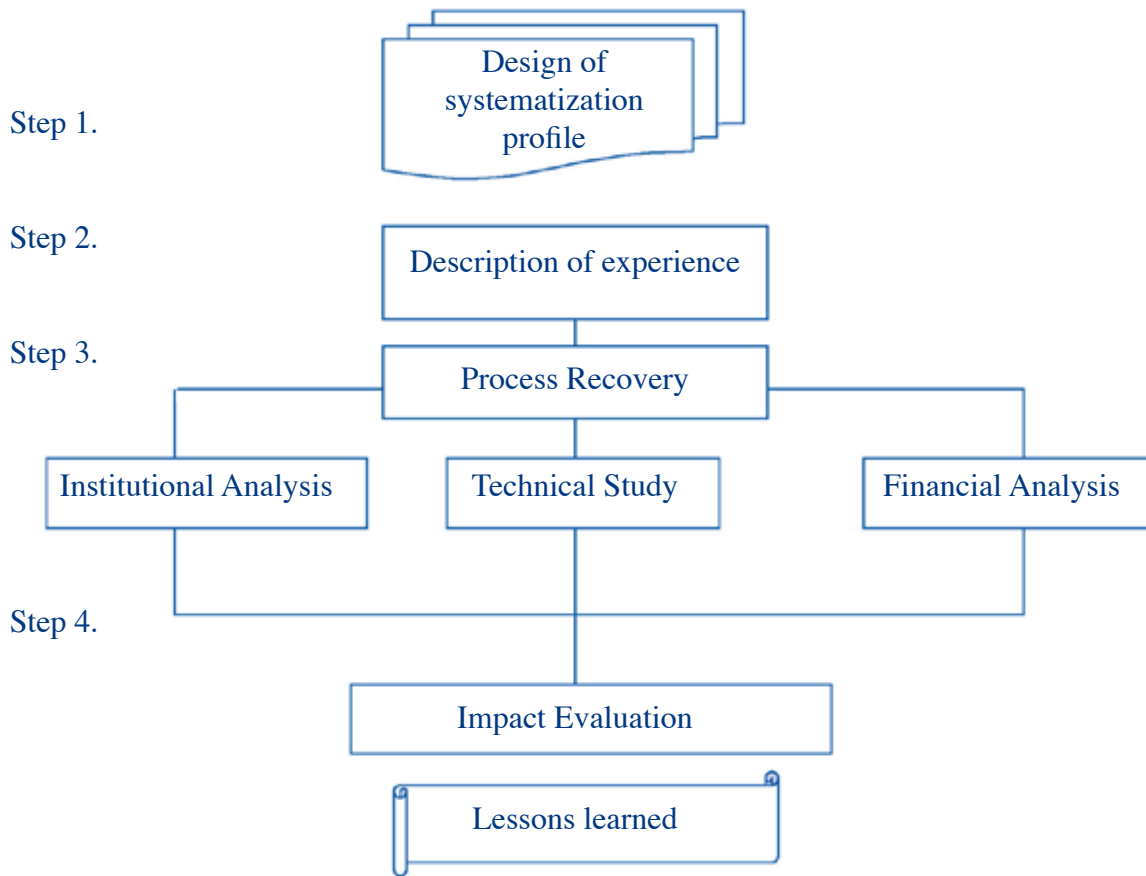 Design of
systematization
profile
Step 1.
Step 2.
Description of experience
Step 3.
Process Recovery
Institutional Analysis
Technical Study
Financial Analysis
Step 4.
Impact Evaluation
Lessons learned